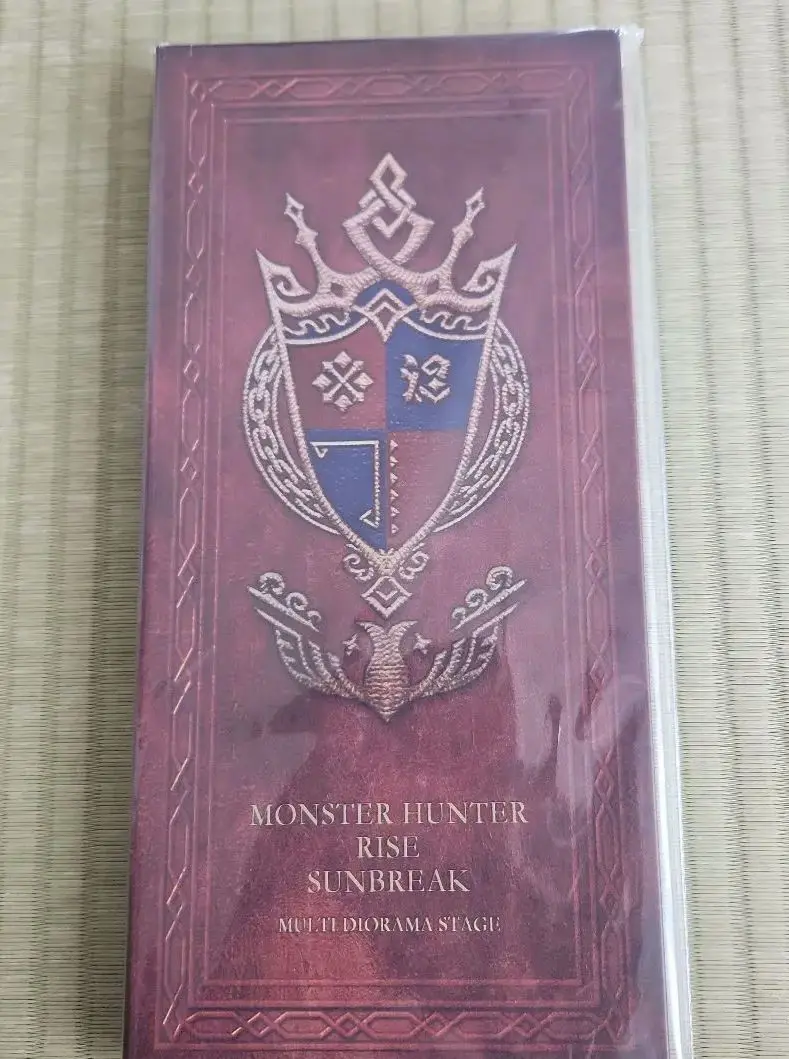 MONSTER HUNTER
RISE
SUNBREAK
MULTI DIORAMA STAGE